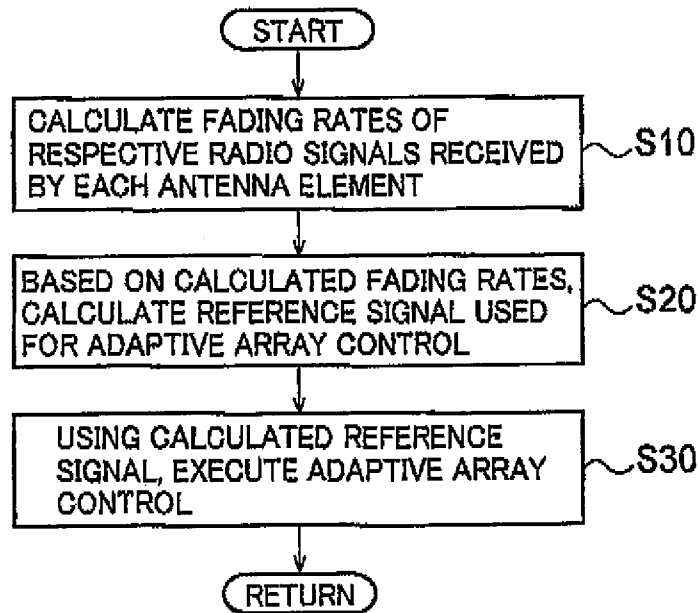 START
CALCULATE FADING RATES OF
RESPECTIVE RADIO SIGNALS RECEIVED
BY EACH ANTENNA ELEMENT
S10
BASED ON CALCULATED FADING RATES,
CALCULATE REFERENCE SIGNAL USED
FOR ADAPTIVE ARRAY CONTROL
S20
USING CALCULATED REFERENCE
SIGNAL, EXECUTE ADAPTIVE ARRAY
CONTROL
S30
RETURN